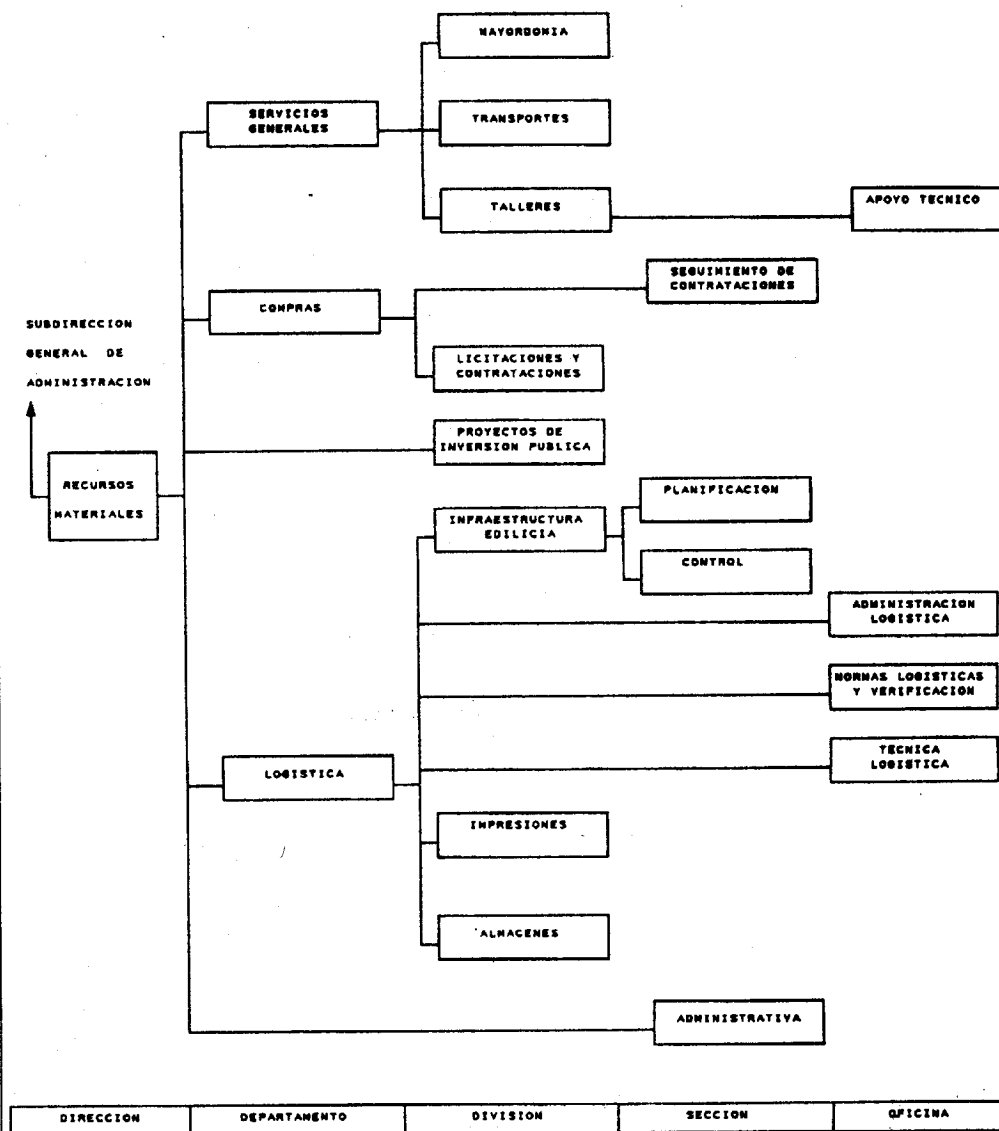 MAYORDOMIA
SERVICIOS
GENERALES
TRANSPORTES
TALLERES
APOYO TECNICO
SEGUIMIENTO DE
CONTRATACIONES
COMPRAS
SUBDIRECCION
GENERAL DE
ADMINISTRACION
LICITACIONES Y
CONTRATACIONES
PROYECTOS DE
INVERSION PUBLICA
RECURSOS
MATERIALES
PLANIFICACION
INFRAESTRUCTURA
EDILICIA
CONTROL
ADMINISTRACION
LOGISTICA
NORMAS LOGISTICAS
Y VERIFICACION
TECNICA
LOGISTICA
LOGISTICA
IMPRESIONES
ALMACENES
ADMINISTRATIVA
DIRECCION DEPARTAMENTO DIVISION SECCION OFICINA